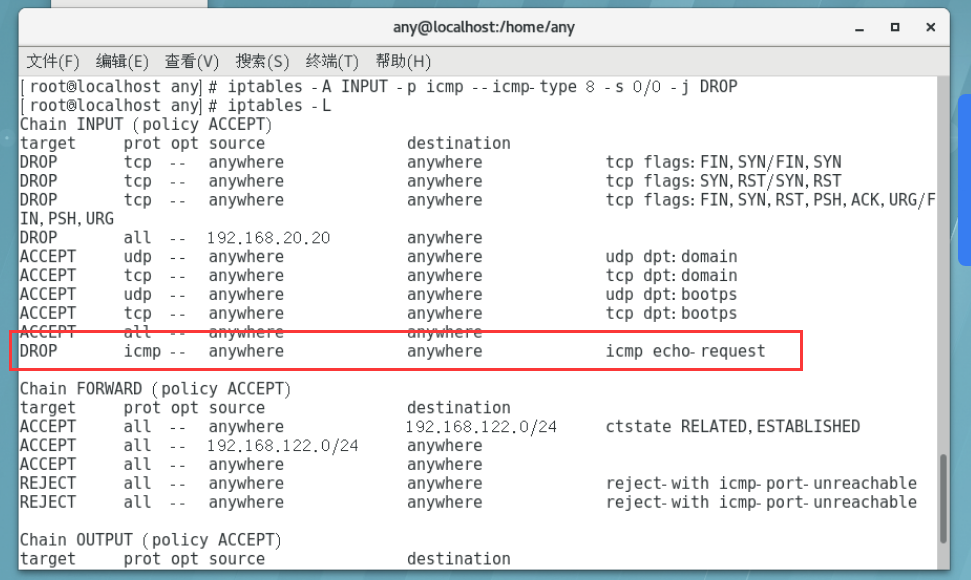 any@localhost:/home/any
文件(F) 编辑(E) 查看(V) 搜索(S) 终端(T) 帮助(H)
[root@localhost any]# iptables -A INPUT -p icmp --icmp-type 8 -s 0/0 -j DROP
[root@localhost any]# iptables -L
Chain INPUT (policy ACCEPT)
target prot opt source destination
DROP tcp -- anywhere anywhere tcp flags:FIN,SYN/FIN,SYN
DROP tcp -- anywhere anywhere tcp flags:SYN,RST/SYN,RST
DROP tcp -- anywhere anywhere tcp flags:FIN,SYN,RST,PSH,ACK,URG/F
IN,PSH,URG
DROP all -- 192.168.20.20 anywhere
ACCEPT udp -- anywhere anywhere udp dpt:domain
ACCEPT tcp -- anywhere anywhere tcp dpt:domain
ACCEPT udp -- anywhere anywhere udp dpt:bootps
ACCEPT tcp -- anywhere anywhere tcp dpt:bootps
ACCEPT all -- anywhere anywhere
DROP icmp -- anywhere anywhere icmp echo-request
Chain FORWARD (policy ACCEPT)
target prot opt source destination
ACCEPT all -- anywhere 192.168.122.0/24 ctstate RELATED,ESTABLISHED
ACCEPT all -- 192.168.122.0/24 anywhere
ACCEPT all -- anywhere anywhere
REJECT all -- anywhere anywhere reject-with icmp-port-unreachable
REJECT all -- anywhere anywhere reject-with icmp-port-unreachable
Chain OUTPUT (policy ACCEPT)
target prot opt source destination